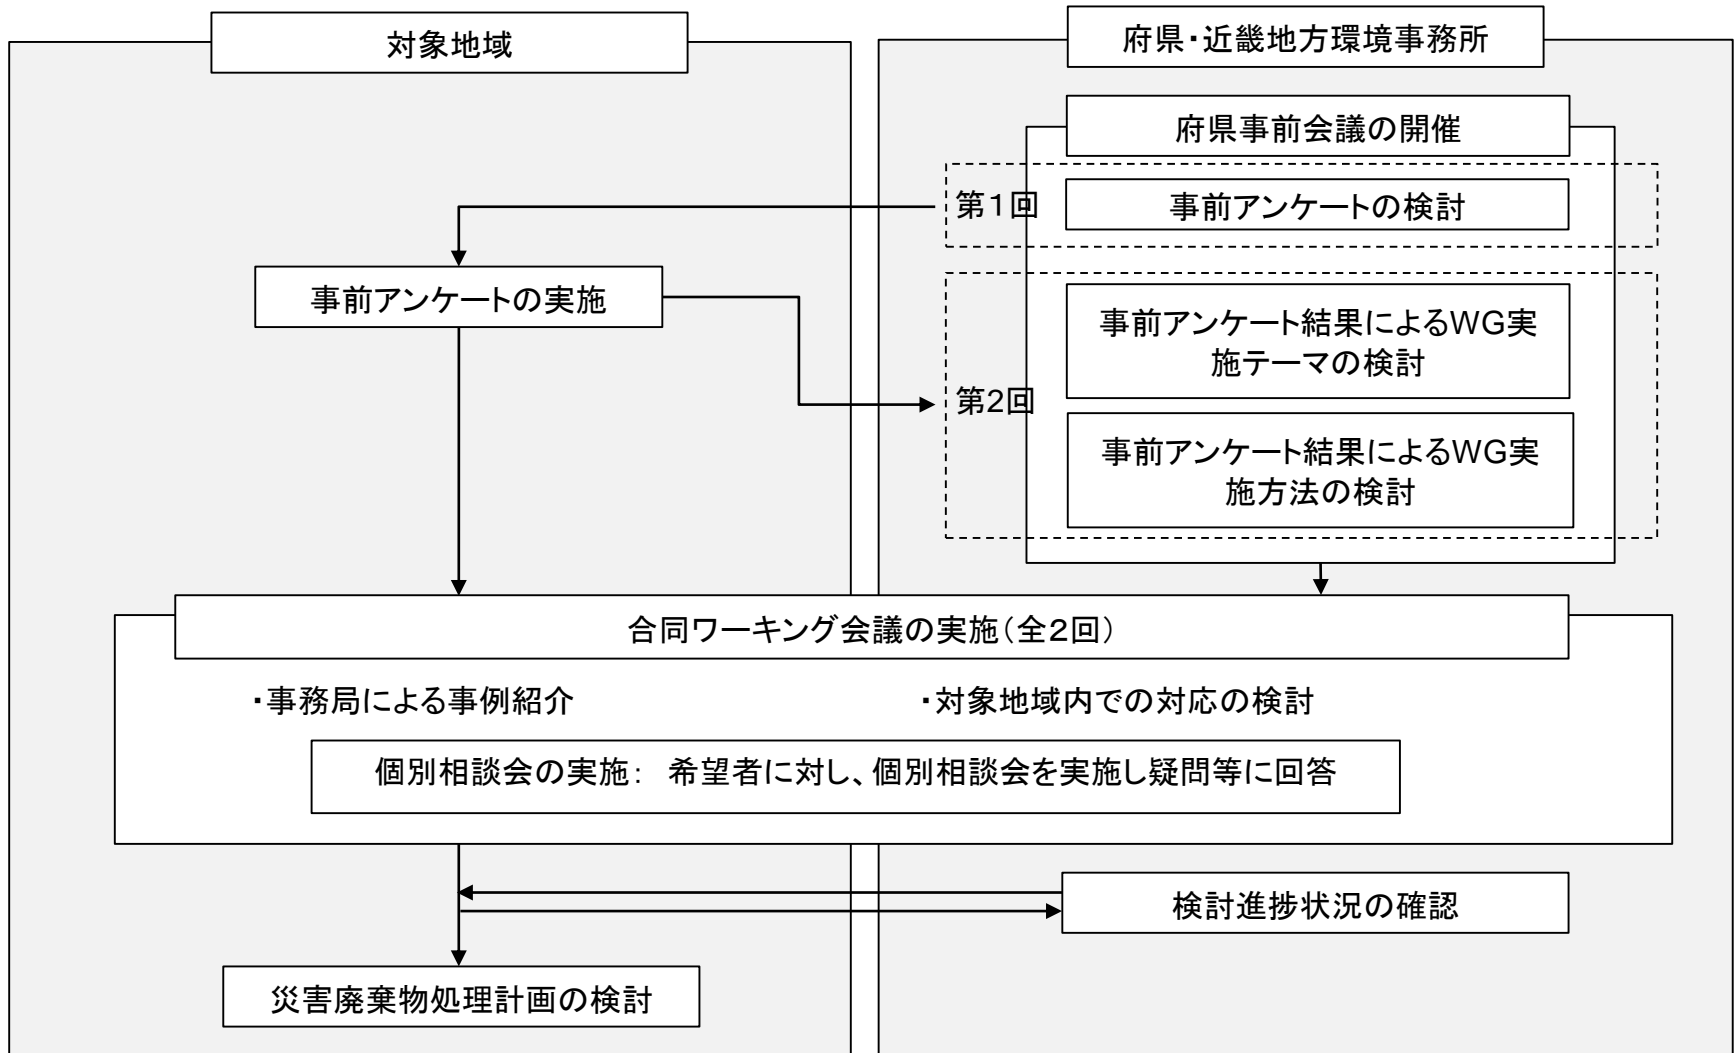 対象地域
府県・近畿地方環境事務所
府県事前会議の開催
第１回
事前アンケートの検討
事前アンケートの実施
第2回
事前アンケート結果によるWG実
施テーマの検討
事前アンケート結果によるWG実
施方法の検討
合同ワーキング会議の実施（全２回）
・事務局による事例紹介
・対象地域内での対応の検討
個別相談会の実施： 希望者に対し、個別相談会を実施し疑問等に回答
検討進捗状況の確認
災害廃棄物処理計画の検討